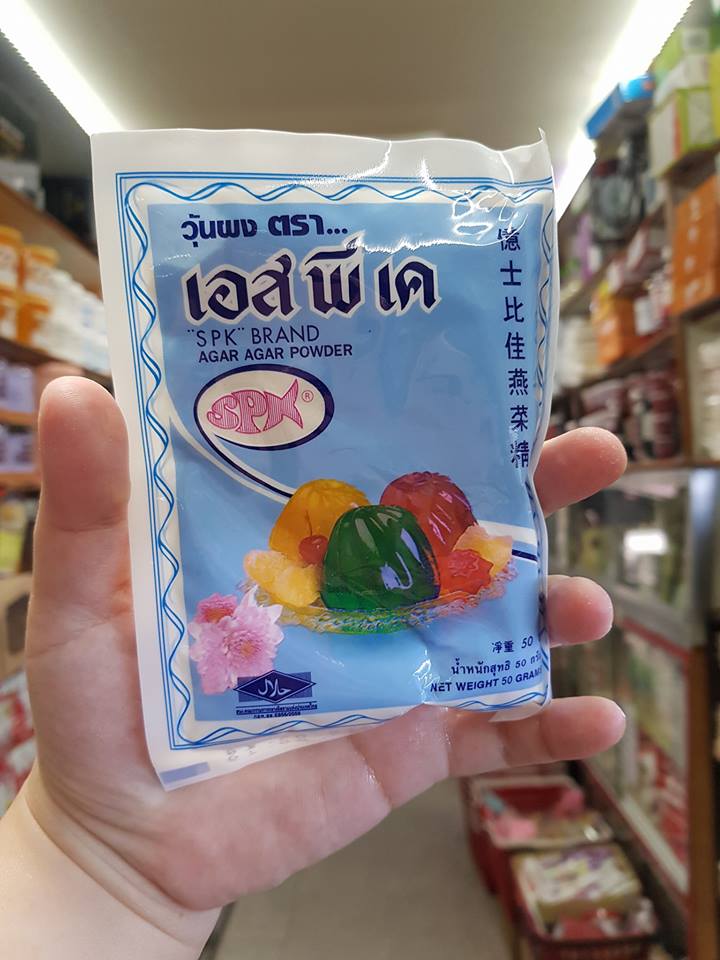 วุ้นผง ตรา...
เอส พี เค
"SPK" BRAND
AGAR AGAR POWDER
SPK ®
億士比佳燕菜精
淨重 50
น้ำหนักสุทธิ 50 กรัม
NET WEIGHT 50 GRAMS
حلال